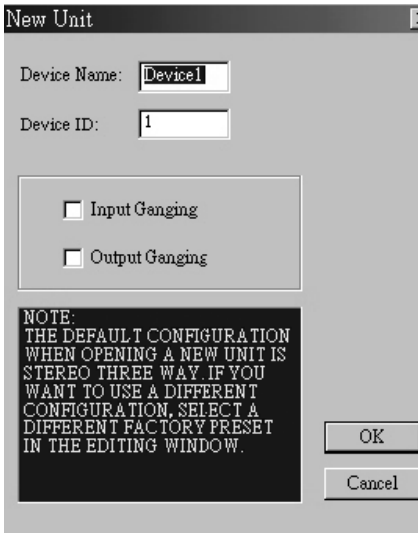 New Unit
Device Name: Device1
Device ID: 1
Input Ganging
Output Ganging
NOTE:
THE DEFAULT CONFIGURATION
WHEN OPENING A NEW UNIT IS
STEREO THREE WAY. IF YOU
WANT TO USE A DIFFERENT
CONFIGURATION, SELECT A
DIFFERENT FACTORY PRESET
IN THE EDITING WINDOW.
OK
Cancel